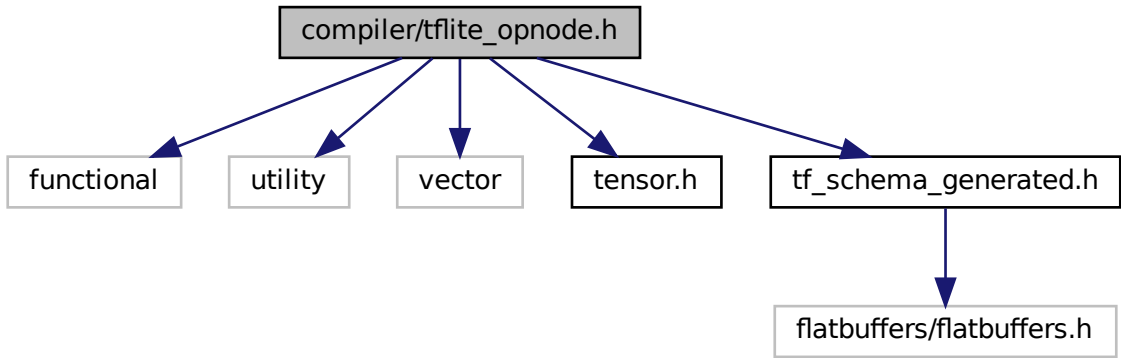 compiler/tflite_opnode.h
functional
utility
vector
tensor.h
tf_schema_generated.h
flatbuffers/flatbuffers.h